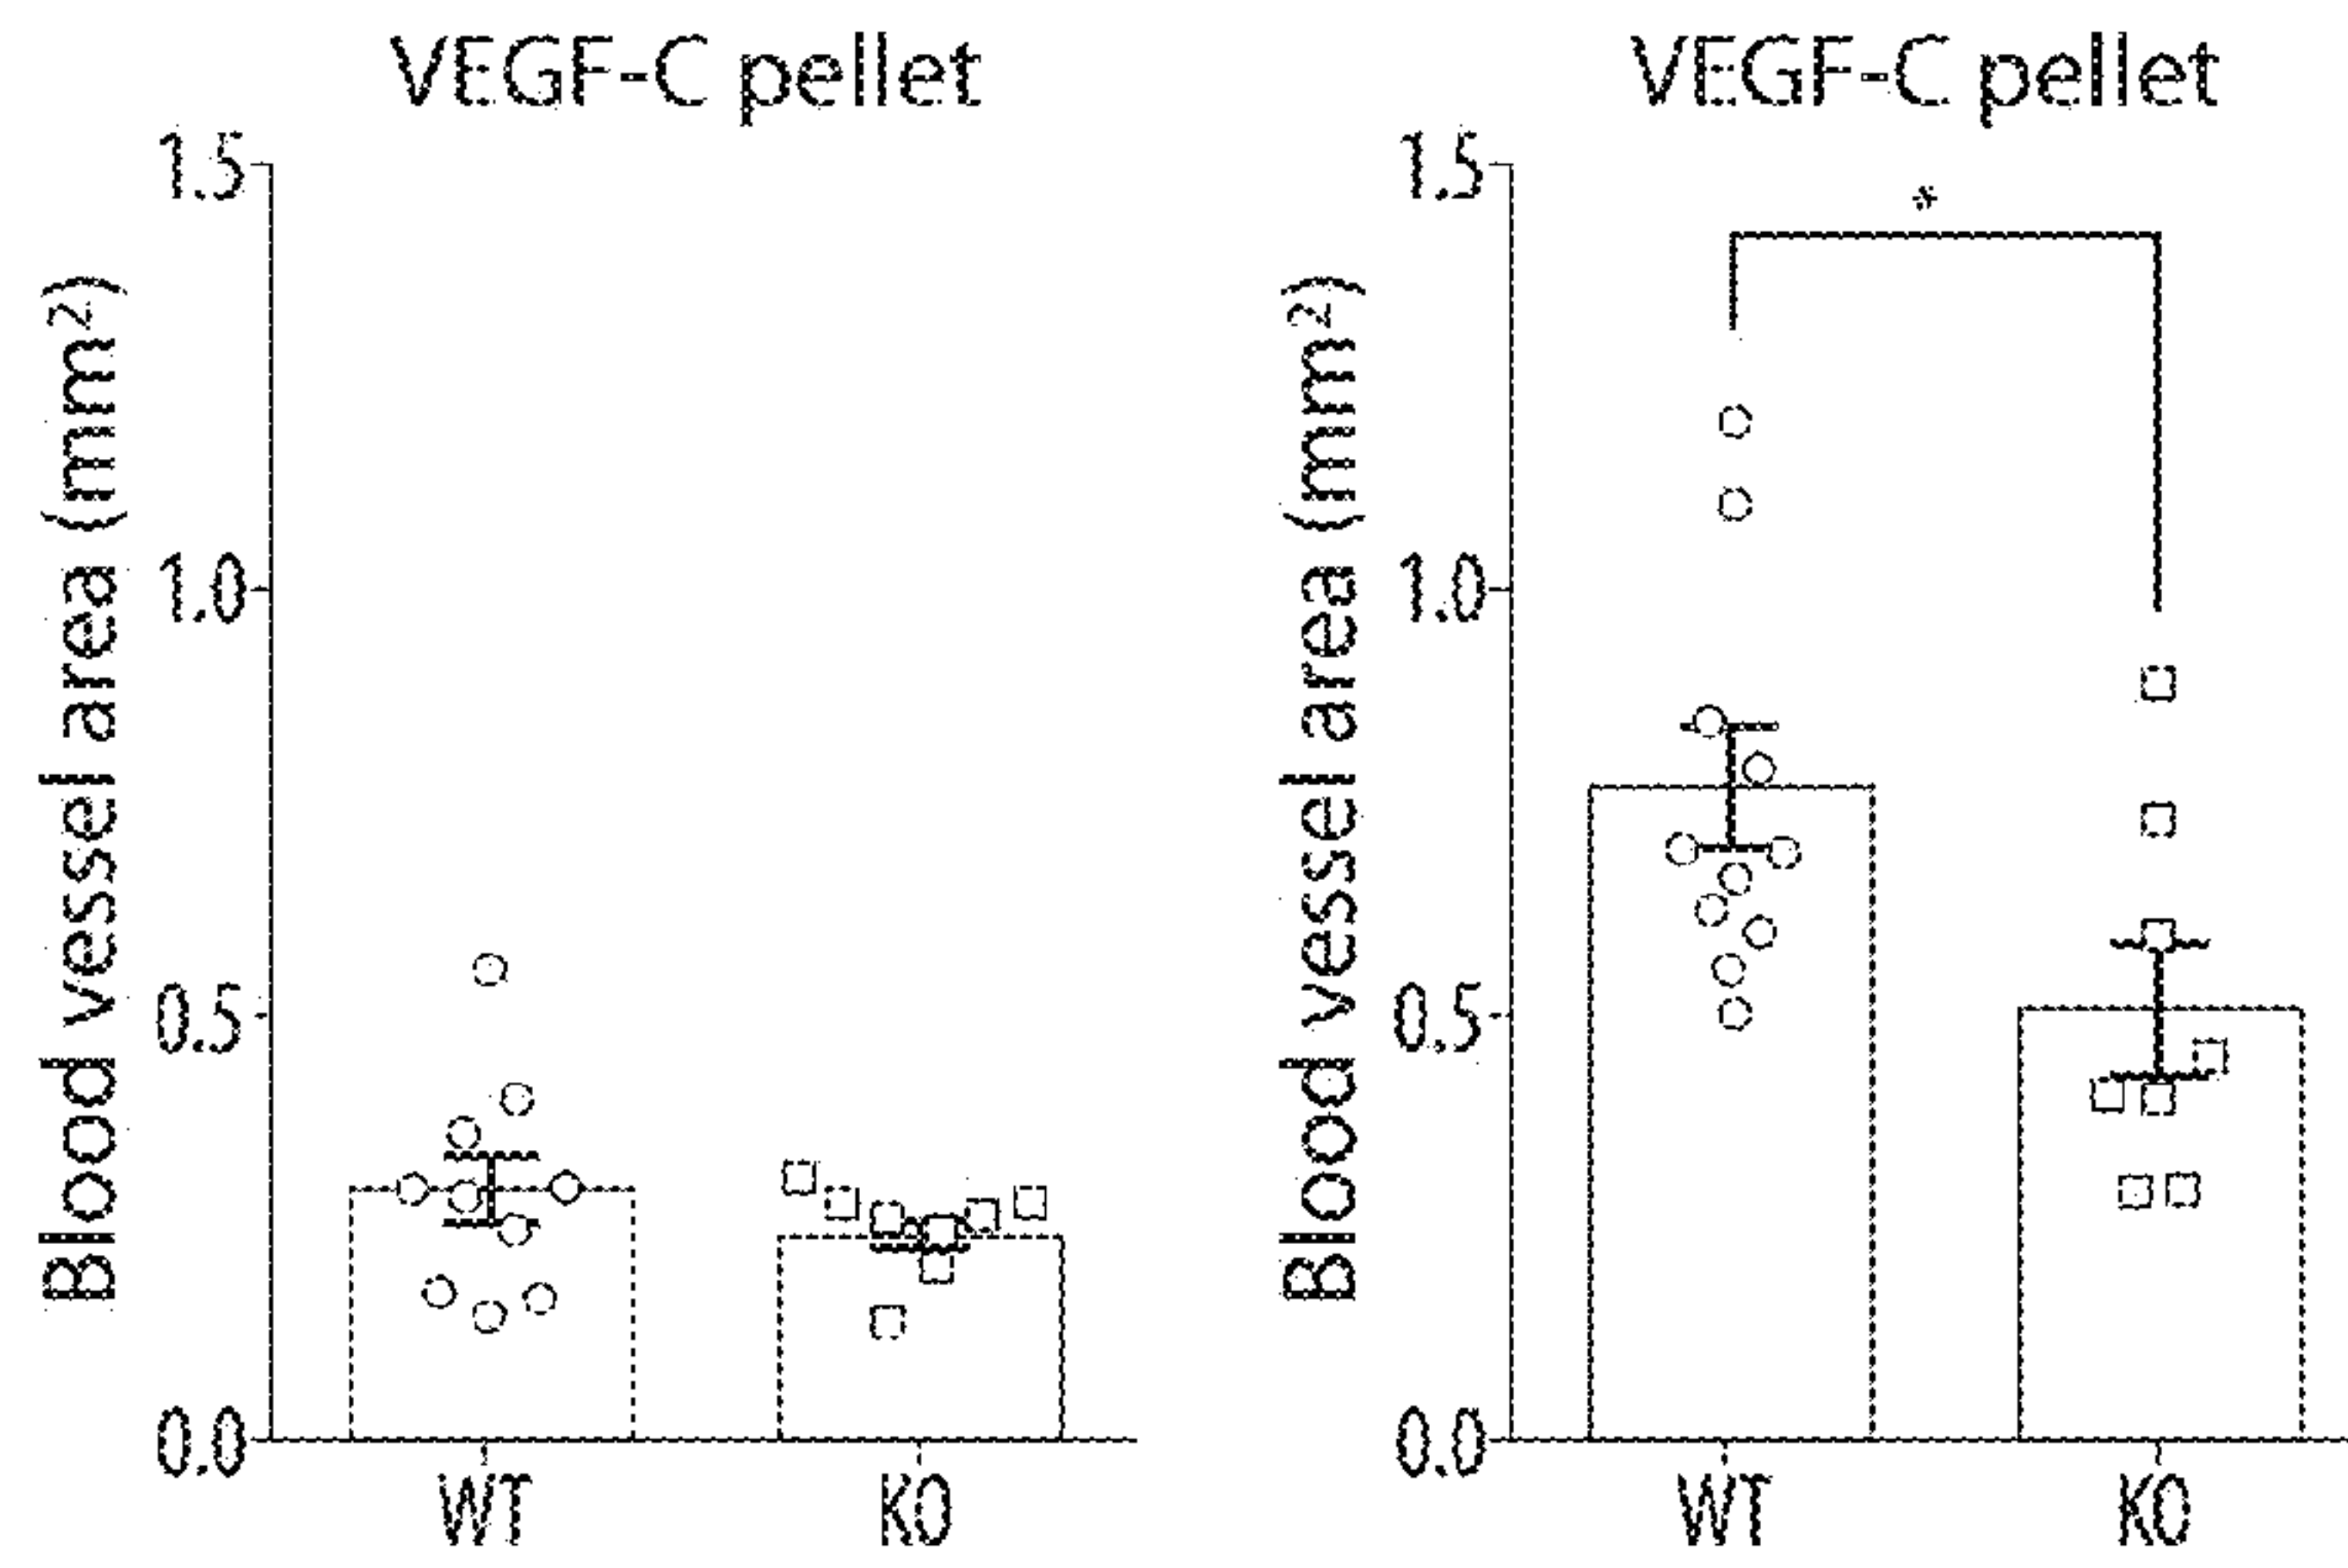 VEGF-C pellet
Blood vessel area (mm²)
1.5
1.0
0.5
0.0
WT
KO
VEGF-C pellet
Blood vessel area (mm²)
1.5
*
1.0
0.5
0.0
WT
KO